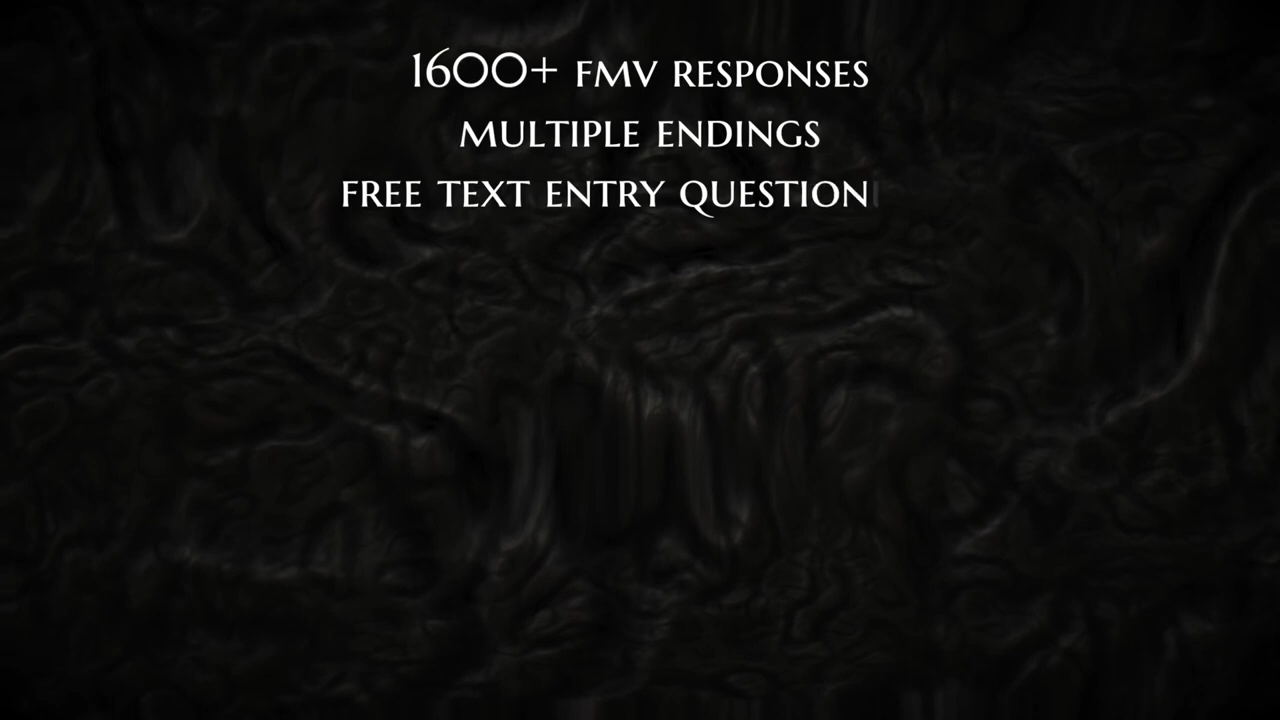 1600+ FMV RESPONSES
MULTIPLE ENDINGS
FREE TEXT ENTRY QUESTION